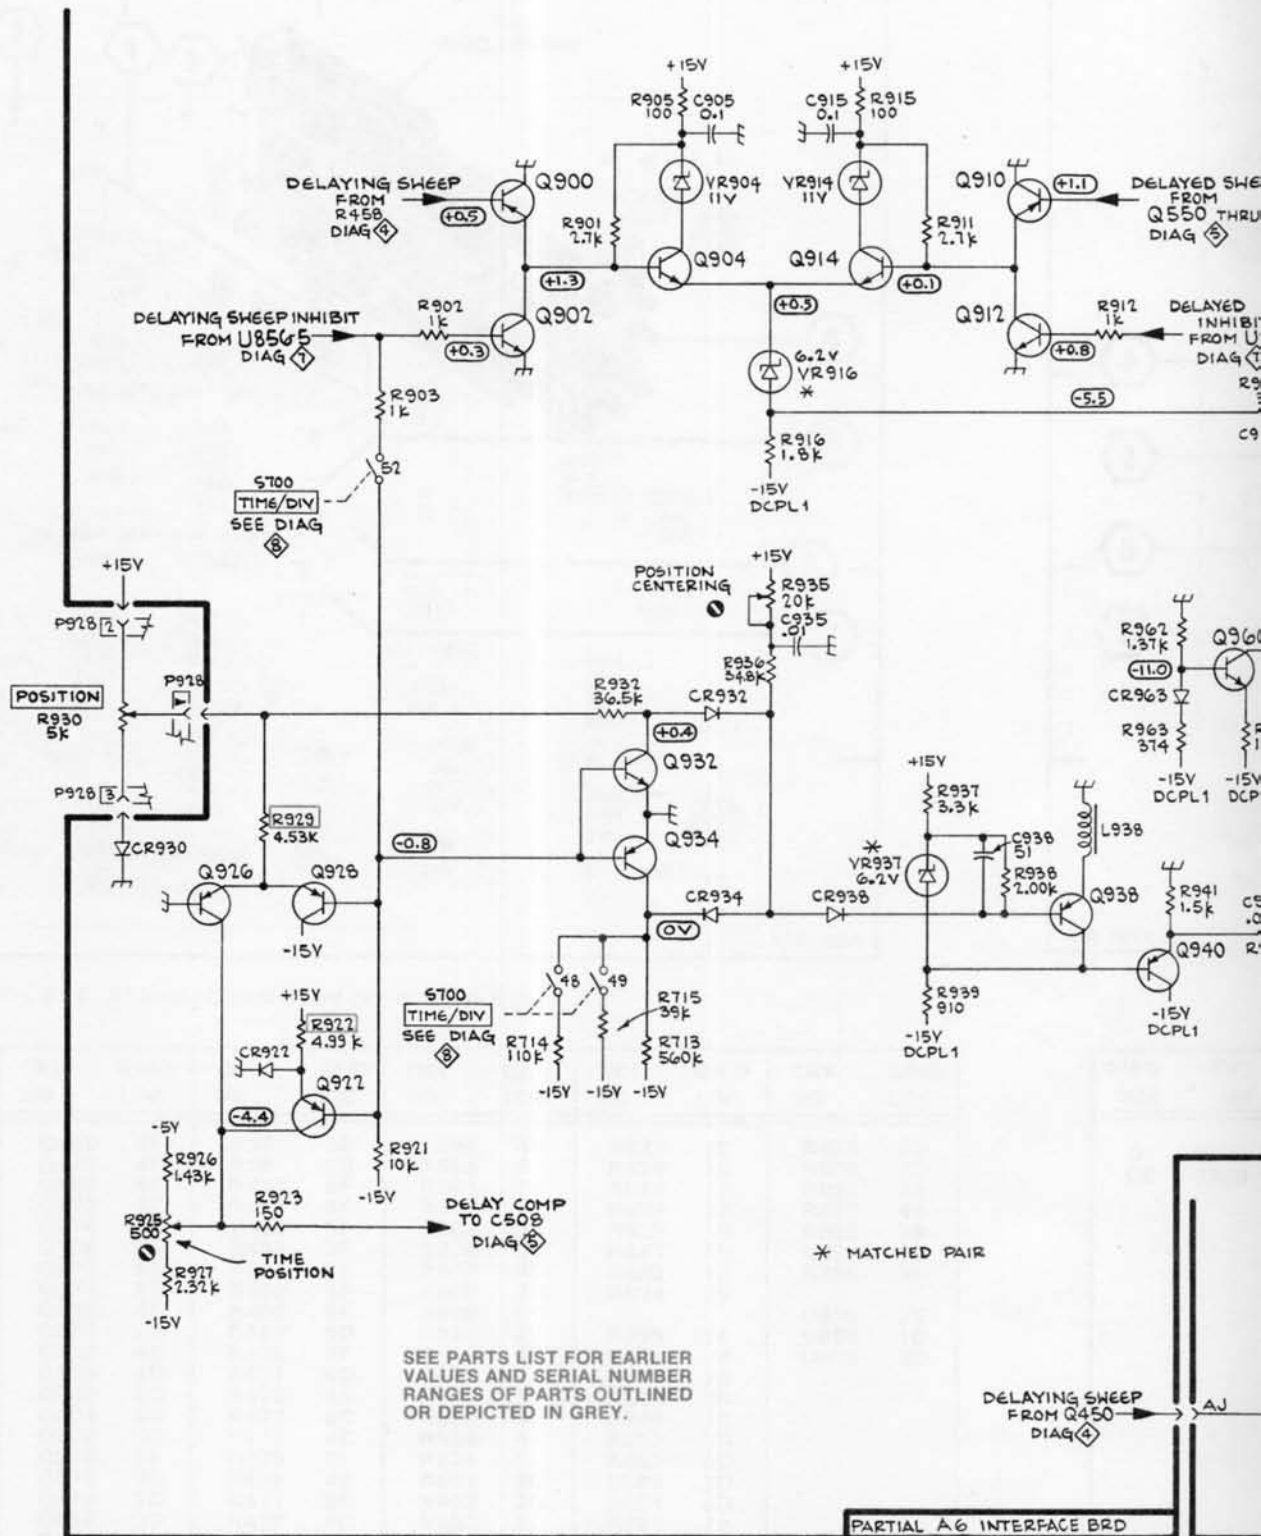 +15V
+15V
R905
100
C905
0.1
C915
0.1
R915
100
DELAYING SWEEP
FROM
R458
DIAG 4
+0.5
Q900
VR904
11V
VR914
11V
Q910
+1.1
DELAYED SWE
FROM
Q550 THRU
DIAG 5
R901
2.7k
R911
2.7k
Q904
Q914
+1.3
+0.1
+0.5
DELAYING SWEEP INHIBIT
FROM U8565
DIAG 7
R902
1k
+0.3
Q902
Q912
R912
1k
+0.8
DELAYED
INHIBIT
FROM U
DIAG 7
6.2V
VR916
*
-5.5
R903
1k
R916
1.8k
-15V
DCPL1
C9
S700
TIME/DIV
SEE DIAG
8
52
+15V
POSITION
CENTERING
R935
20k
C935
.01
+15V
P928 2
P928
POSITION
R930
5k
P928 3
CR930
R936
34.8k
R932
36.5k
CR932
+0.4
Q932
R962
1.37k
Q960
-11.0
CR963
R963
374
-15V
DCPL1
-15V
DCP
R929
4.53K
-0.8
Q934
+15V
R937
3.3k
*
VR937
6.2V
C938
51
R938
2.00k
L938
Q926
Q928
-15V
CR934
CR938
0V
Q938
R941
1.5k
Q940
-15V
DCPL1
+15V
R922
4.99 k
CR922
Q922
S700
TIME/DIV
SEE DIAG
8
48
49
R715
39k
R714
110k
R713
560k
-15V
-15V
-15V
R939
910
-15V
DCPL1
-4.4
-5V
R926
1.43k
R921
10k
-15V
R925
500
R923
150
DELAY COMP
TO C508
DIAG 5
TIME
POSITION
R927
2.32k
-15V
* MATCHED PAIR
SEE PARTS LIST FOR EARLIER
VALUES AND SERIAL NUMBER
RANGES OF PARTS OUTLINED
OR DEPICTED IN GREY.
DELAYING SWEEP
FROM Q450
DIAG 4
AJ
PARTIAL A6 INTERFACE BRD